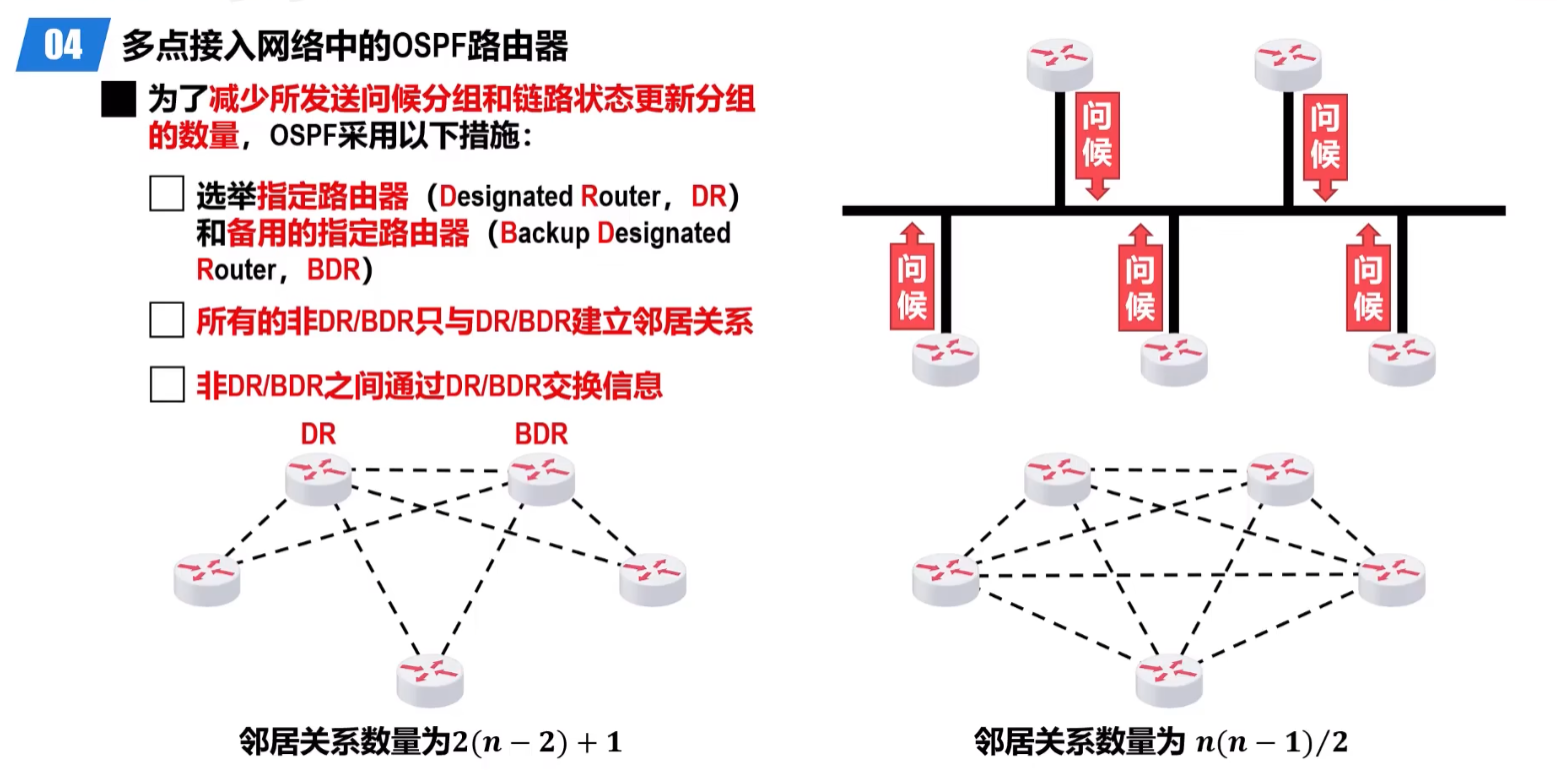 04 多点接入网络中的OSPF路由器
为了减少所发送问候分组和链路状态更新分组
的数量，OSPF采用以下措施：
选举指定路由器（Designated Router，DR）
和备用的指定路由器（Backup Designated
Router，BDR）
所有的非DR/BDR只与DR/BDR建立邻居关系
非DR/BDR之间通过DR/BDR交换信息
问候
问候
问候
问候
问候
DR
BDR
邻居关系数量为2(n − 2) + 1
邻居关系数量为 n(n − 1)/2